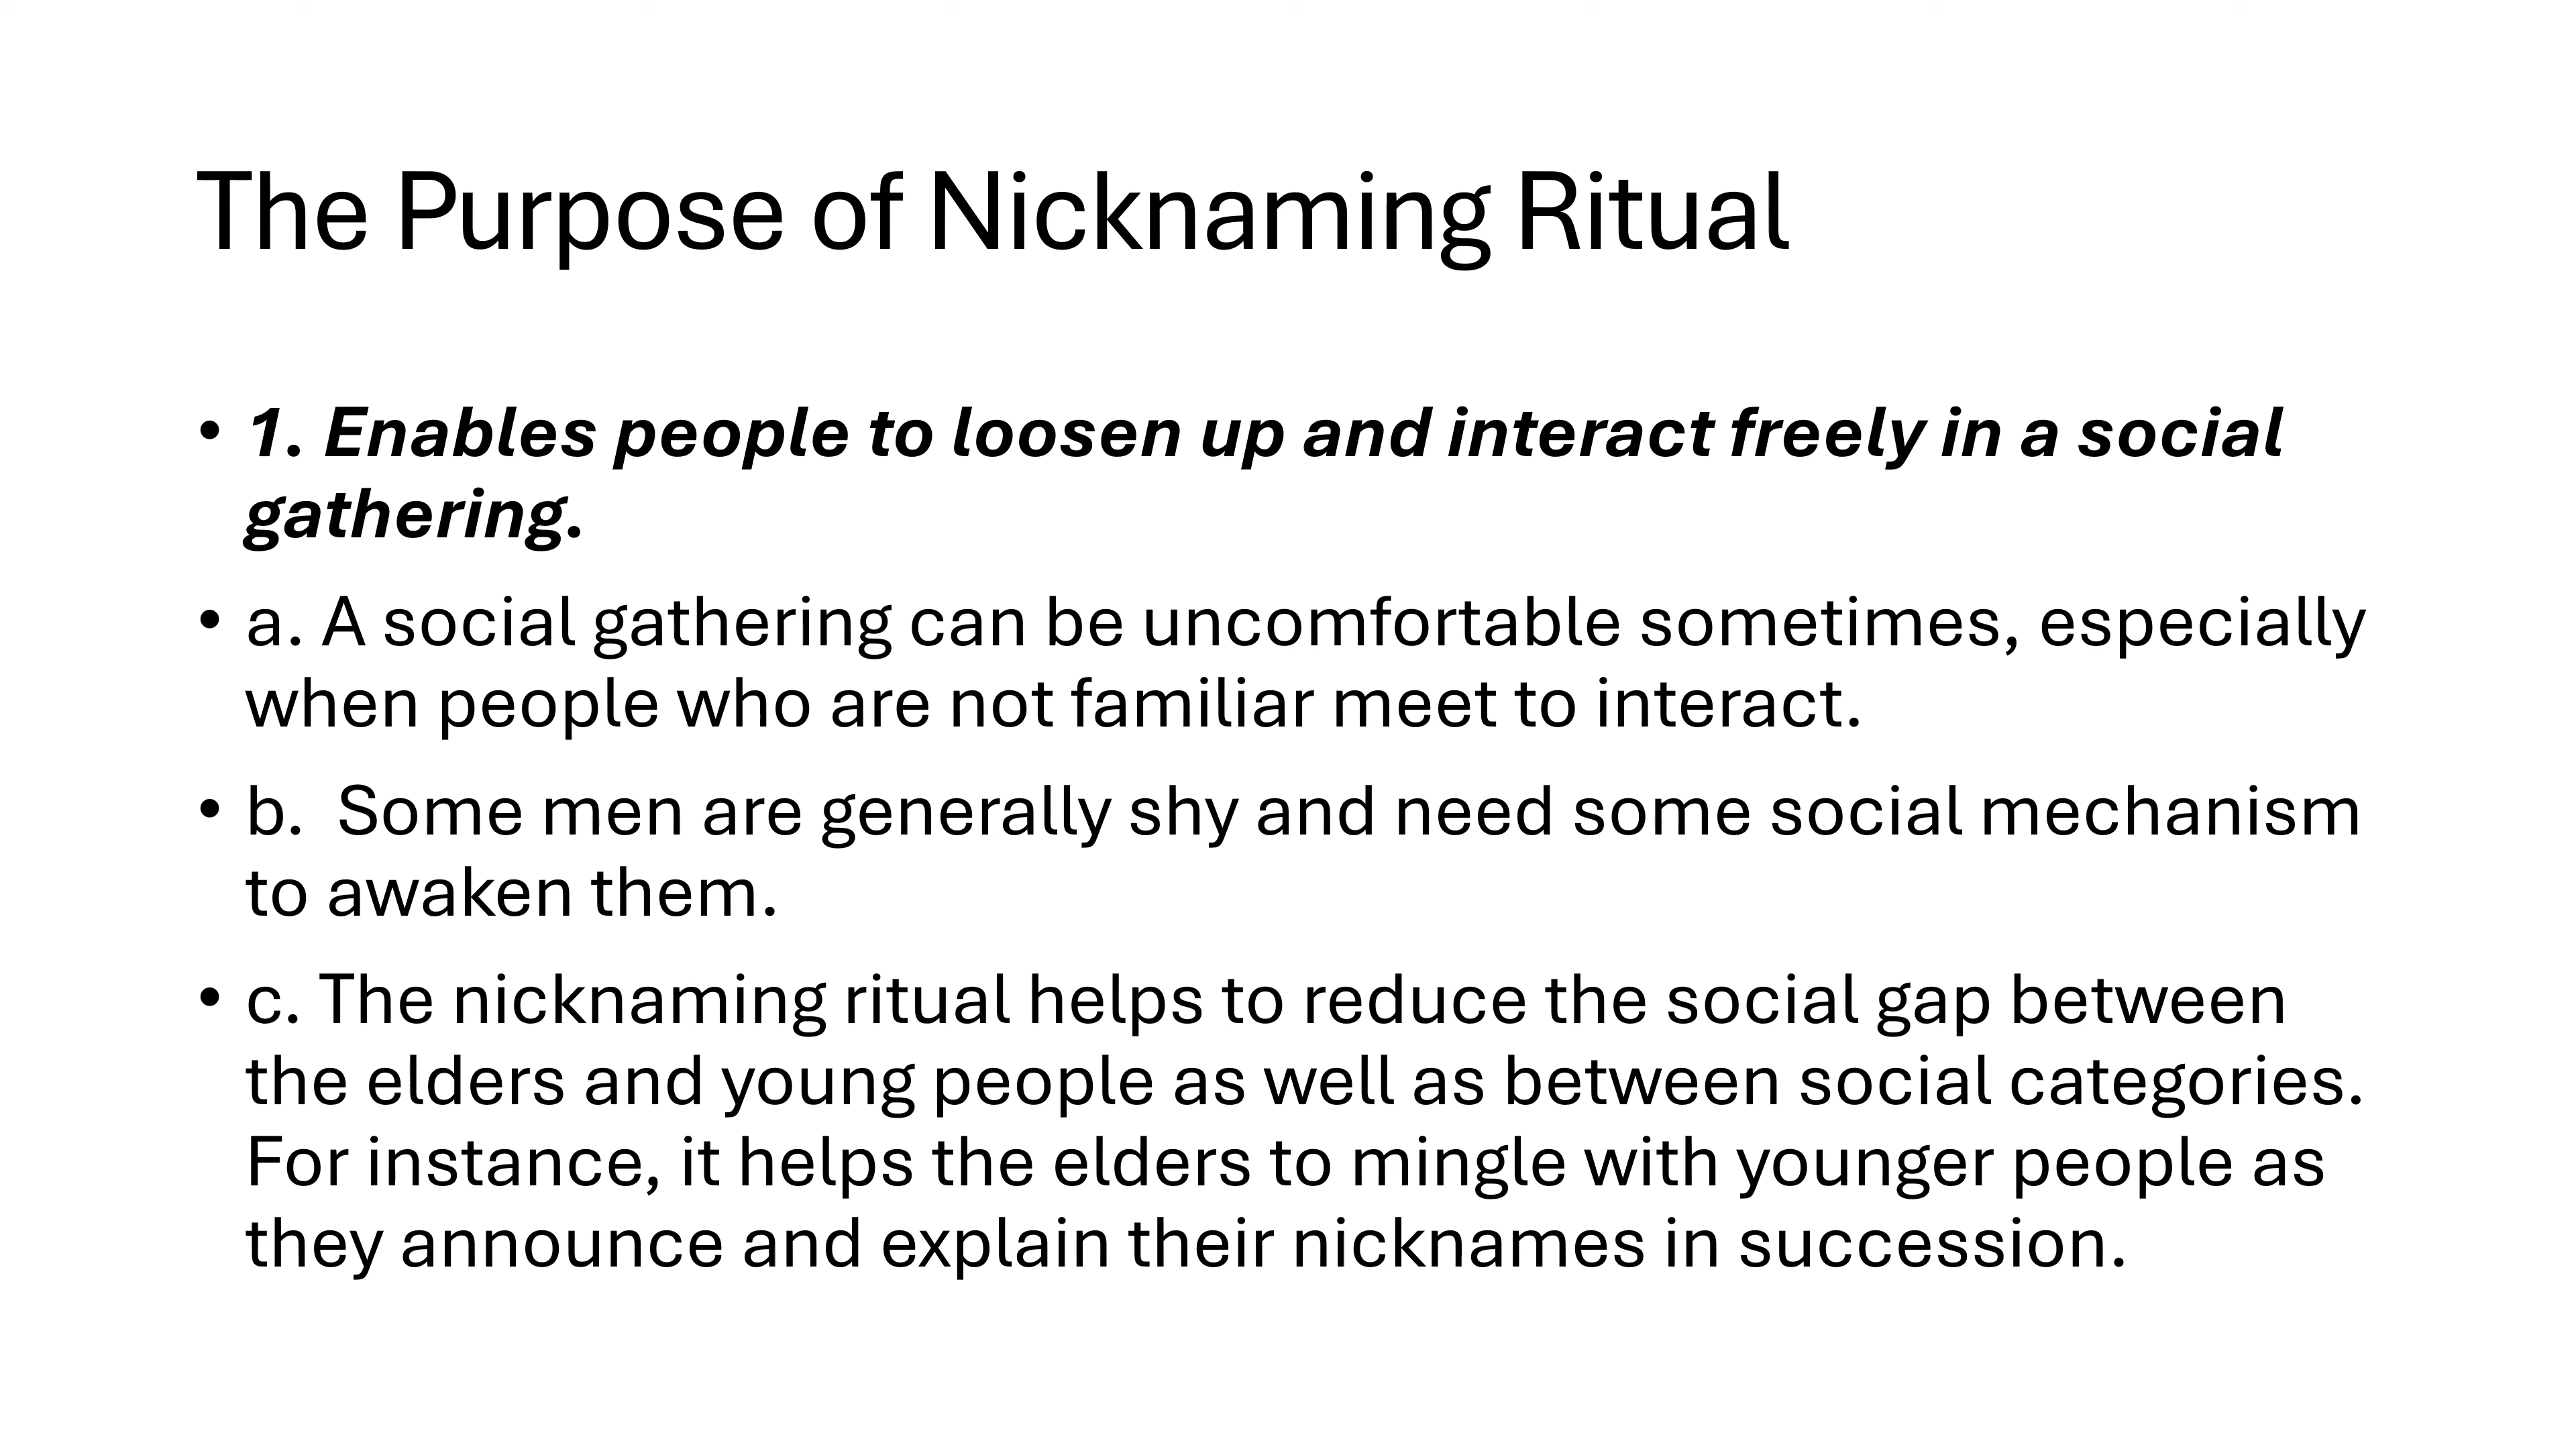 The Purpose of Nicknaming Ritual
• 1. Enables people to loosen up and interact freely in a social
gathering.
• a. A social gathering can be uncomfortable sometimes, especially
when people who are not familiar meet to interact.
• b.  Some men are generally shy and need some social mechanism
to awaken them.
• c. The nicknaming ritual helps to reduce the social gap between
the elders and young people as well as between social categories.
For instance, it helps the elders to mingle with younger people as
they announce and explain their nicknames in succession.